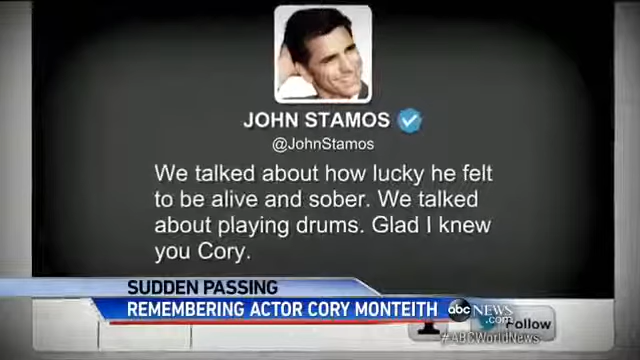 JOHN STAMOS
@JohnStamos
We talked about how lucky he felt
to be alive and sober. We talked
about playing drums. Glad I knew
you Cory.
SUDDEN PASSING
REMEMBERING ACTOR CORY MONTEITH
abc NEWS
.com
Follow
#ABCWorldNews